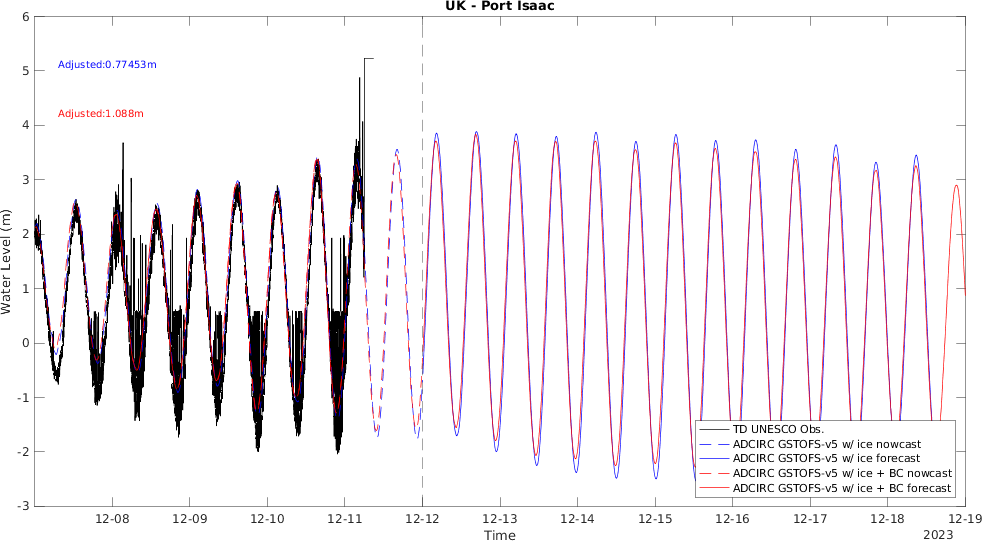 UK - Port Isaac
6
5
4
3
2
1
0
-1
-2
-3
Water Level (m)
Adjusted:0.77453m
Adjusted:1.088m
TD UNESCO Obs.
ADCIRC GSTOFS-v5 w/ ice nowcast
ADCIRC GSTOFS-v5 w/ ice forecast
ADCIRC GSTOFS-v5 w/ ice + BC nowcast
ADCIRC GSTOFS-v5 w/ ice + BC forecast
12-08 12-09 12-10 12-11 12-12 12-13 12-14 12-15 12-16 12-17 12-18 12-19
Time
2023